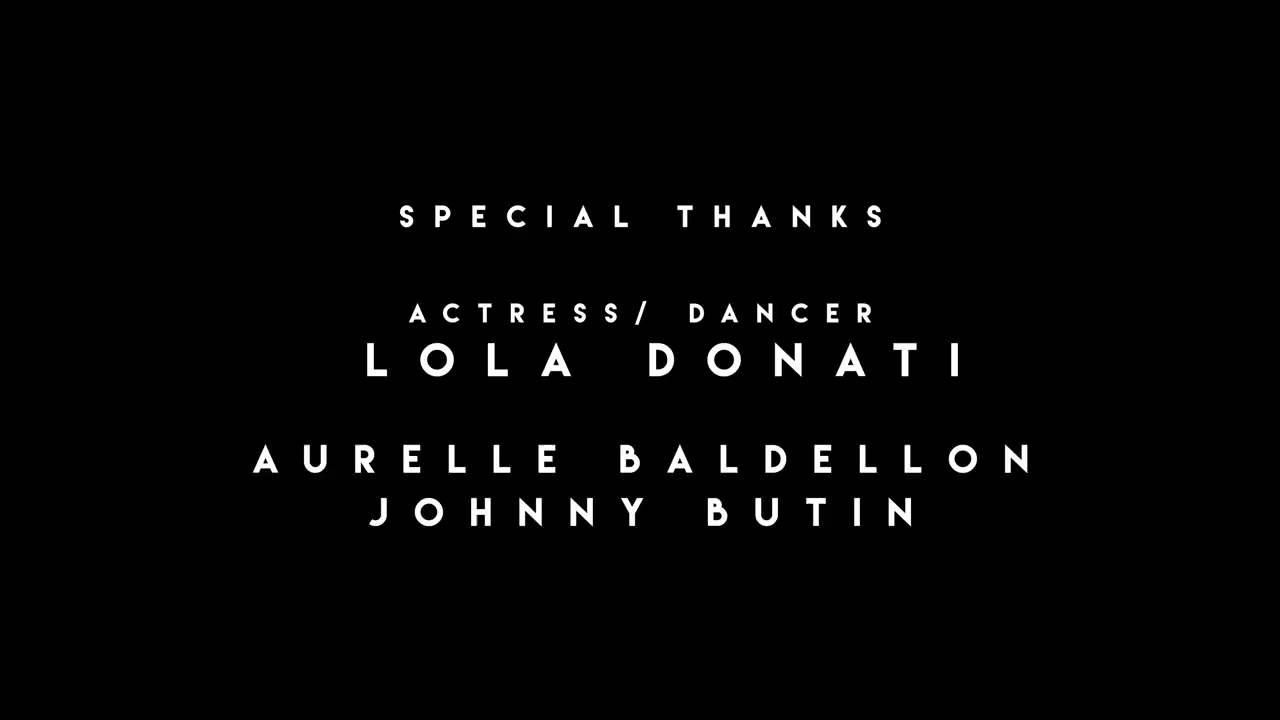 SPECIAL THANKS
ACTRESS/ DANCER
LOLA DONATI
AURELLE BALDELLON
JOHNNY BUTIN